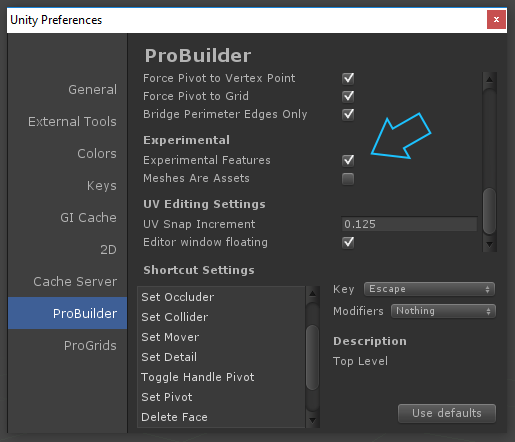 Unity Preferences
x
General
External Tools
Colors
Keys
GI Cache
2D
Cache Server
ProBuilder
ProGrids
ProBuilder
Force Pivot to Vertex Point
Force Pivot to Grid
Bridge Perimeter Edges Only
Experimental
Experimental Features
Meshes Are Assets
UV Editing Settings
UV Snap Increment 0.125
Editor window floating
Shortcut Settings
Set Occluder
Set Collider
Set Mover
Set Detail
Toggle Handle Pivot
Set Pivot
Delete Face
Key Escape
Modifiers Nothing
Description
Top Level
Use defaults